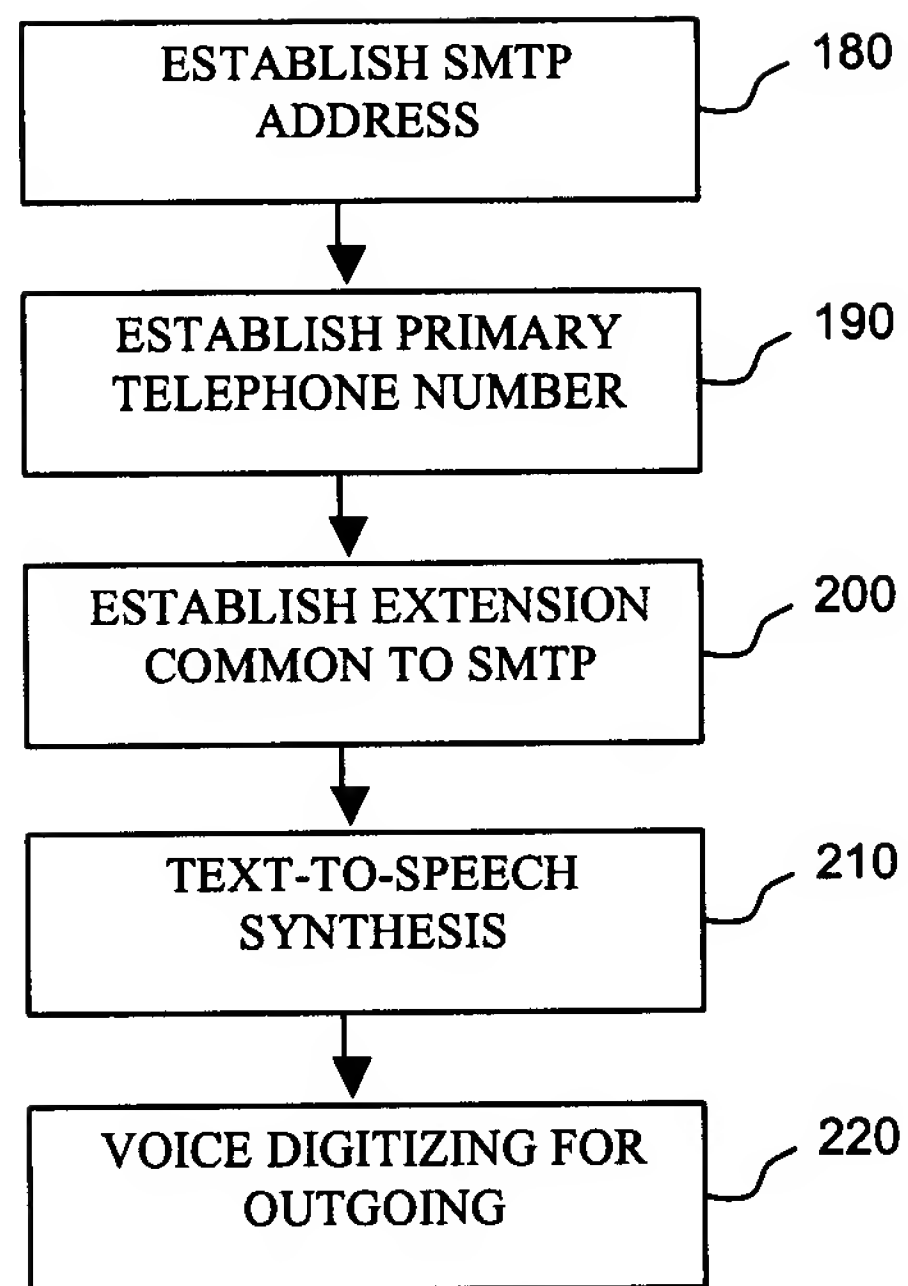 ESTABLISH SMTP
ADDRESS
180
ESTABLISH PRIMARY
TELEPHONE NUMBER
190
ESTABLISH EXTENSION
COMMON TO SMTP
200
TEXT-TO-SPEECH
SYNTHESIS
210
VOICE DIGITIZING FOR
OUTGOING
220